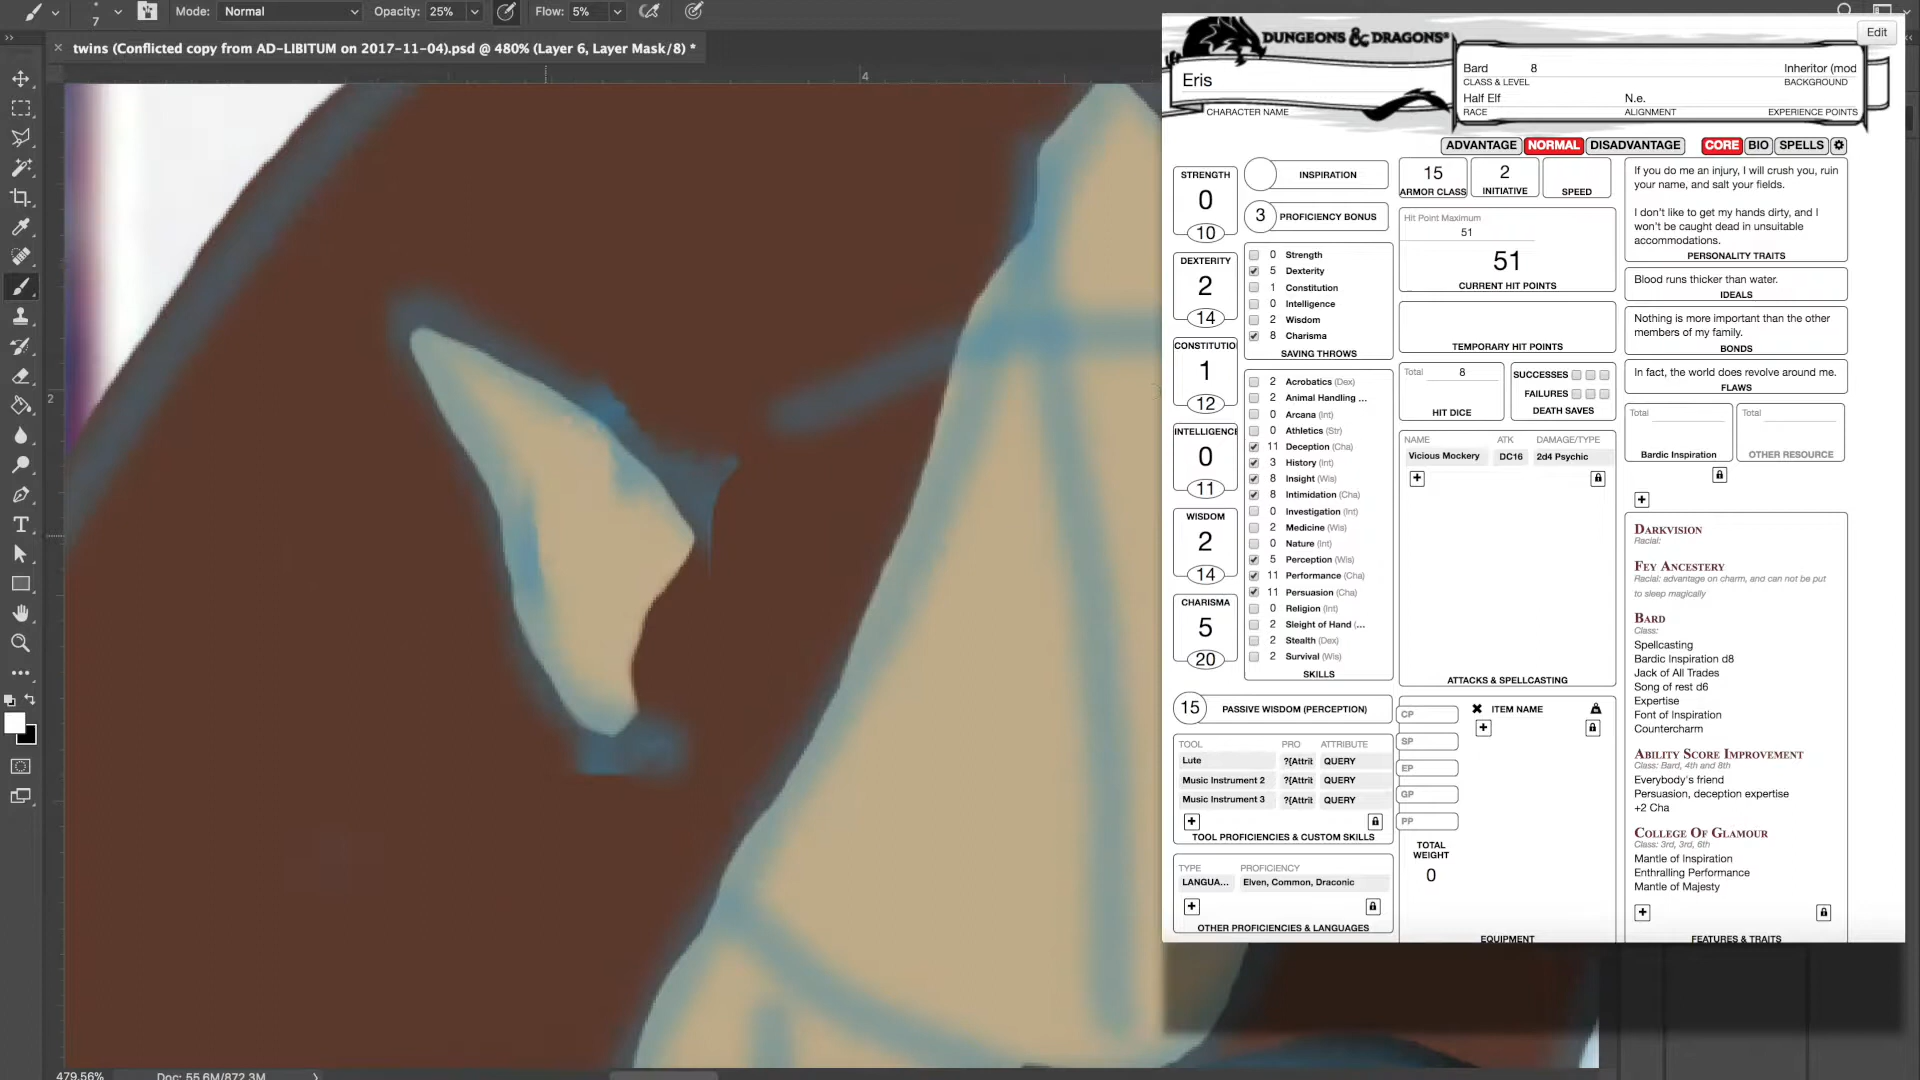 7
Mode: Normal
Opacity: 25%
Flow: 5%
twins (Conflicted copy from AD-LIBITUM on 2017-11-04).psd @ 480% (Layer 6, Layer Mask/8) *
4
2
479.56%
Doc: 55.6M/872.3M
DUNGEONS & DRAGONS
Edit
Eris
CHARACTER NAME
Bard 8
CLASS & LEVEL
Inheritor (mod
BACKGROUND
Half Elf
RACE
N.e.
ALIGNMENT
EXPERIENCE POINTS
ADVANTAGE NORMAL DISADVANTAGE
CORE BIO SPELLS
STRENGTH
0
10
DEXTERITY
2
14
CONSTITUTIO
1
12
INTELLIGENCE
0
11
WISDOM
2
14
CHARISMA
5
20
INSPIRATION
3 PROFICIENCY BONUS
0 Strength
5 Dexterity
1 Constitution
0 Intelligence
2 Wisdom
8 Charisma
SAVING THROWS
2 Acrobatics (Dex)
2 Animal Handling ...
0 Arcana (Int)
0 Athletics (Str)
11 Deception (Cha)
3 History (Int)
8 Insight (Wis)
8 Intimidation (Cha)
0 Investigation (Int)
2 Medicine (Wis)
0 Nature (Int)
5 Perception (Wis)
11 Performance (Cha)
11 Persuasion (Cha)
0 Religion (Int)
2 Sleight of Hand (...
2 Stealth (Dex)
2 Survival (Wis)
SKILLS
15 PASSIVE WISDOM (PERCEPTION)
TOOL PRO ATTRIBUTE
Lute ?{Attrit QUERY
Music Instrument 2 ?{Attrit QUERY
Music Instrument 3 ?{Attrit QUERY
TOOL PROFICIENCIES & CUSTOM SKILLS
TYPE PROFICIENCY
LANGUA... Elven, Common, Draconic
OTHER PROFICIENCIES & LANGUAGES
15
ARMOR CLASS
2
INITIATIVE
SPEED
Hit Point Maximum
51
51
CURRENT HIT POINTS
TEMPORARY HIT POINTS
Total 8
HIT DICE
SUCCESSES
FAILURES
DEATH SAVES
NAME ATK DAMAGE/TYPE
Vicious Mockery DC16 2d4 Psychic
ATTACKS & SPELLCASTING
CP
SP
EP
GP
PP
TOTAL
WEIGHT
0
ITEM NAME
EQUIPMENT
If you do me an injury, I will crush you, ruin
your name, and salt your fields.
I don't like to get my hands dirty, and I
won't be caught dead in unsuitable
accommodations.
PERSONALITY TRAITS
Blood runs thicker than water.
IDEALS
Nothing is more important than the other
members of my family.
BONDS
In fact, the world does revolve around me.
FLAWS
Total
Bardic Inspiration
Total
OTHER RESOURCE
DARKVISION
Racial:
FEY ANCESTERY
Racial: advantage on charm, and can not be put
to sleep magically
BARD
Class:
Spellcasting
Bardic Inspiration d8
Jack of All Trades
Song of rest d6
Expertise
Font of Inspiration
Countercharm
ABILITY SCORE IMPROVEMENT
Class: Bard, 4th and 8th
Everybody's friend
Persuasion, deception expertise
+2 Cha
COLLEGE OF GLAMOUR
Class: 3rd, 3rd, 6th
Mantle of Inspiration
Enthralling Performance
Mantle of Majesty
FEATURES & TRAITS